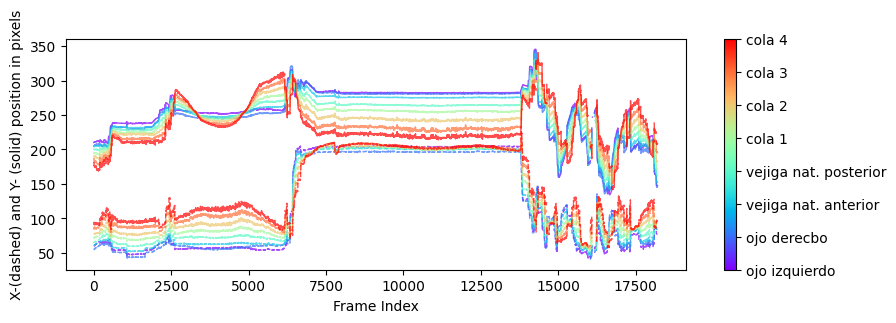 X-(dashed) and Y- (solid) position in pixels
350
300
250
200
150
100
50
0
2500
5000
7500
10000
12500
15000
17500
Frame Index
cola 4
cola 3
cola 2
cola 1
vejiga nat. posterior
vejiga nat. anterior
ojo derecbo
ojo izquierdo